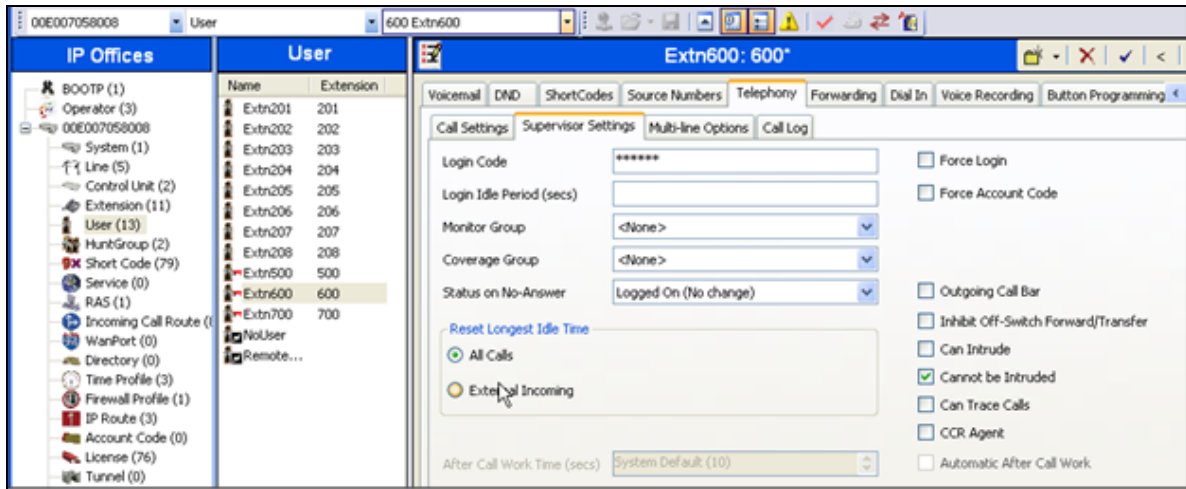 00E007058008 User 600 Extn600
IP Offices
BOOTP (1)
Operator (3)
00E007058008
System (1)
Line (5)
Control Unit (2)
Extension (11)
User (13)
HuntGroup (2)
Short Code (79)
Service (0)
RAS (1)
Incoming Call Route (
WanPort (0)
Directory (0)
Time Profile (3)
Firewall Profile (1)
IP Route (3)
Account Code (0)
License (76)
Tunnel (0)
User
Name Extension
Extn201 201
Extn202 202
Extn203 203
Extn204 204
Extn205 205
Extn206 206
Extn207 207
Extn208 208
Extn500 500
Extn600 600
Extn700 700
NoUser
Remote...
Extn600: 600*
Voicemail DND ShortCodes Source Numbers Telephony Forwarding Dial In Voice Recording Button Programming
Call Settings Supervisor Settings Multi-line Options Call Log
Login Code ******
Login Idle Period (secs)
Monitor Group <None>
Coverage Group <None>
Status on No-Answer Logged On (No change)
Reset Longest Idle Time
All Calls
External Incoming
After Call Work Time (secs) System Default (10)
Force Login
Force Account Code
Outgoing Call Bar
Inhibit Off-Switch Forward/Transfer
Can Intrude
Cannot be Intruded
Can Trace Calls
CCR Agent
Automatic After Call Work